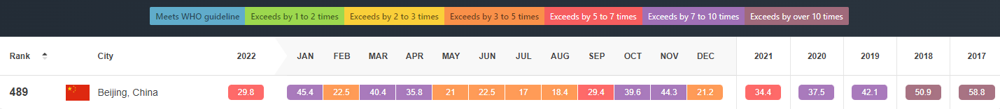 Meets WHO guideline Exceeds by 1 to 2 times Exceeds by 2 to 3 times Exceeds by 3 to 5 times Exceeds by 5 to 7 times Exceeds by 7 to 10 times Exceeds by over 10 times
Rank City 2022 JAN FEB MAR APR MAY JUN JUL AUG SEP OCT NOV DEC 2021 2020 2019 2018 2017
489 Beijing, China 29.8 45.4 22.5 40.4 35.8 21 22.5 17 18.4 29.4 39.6 44.3 21.2 34.4 37.5 42.1 50.9 58.8